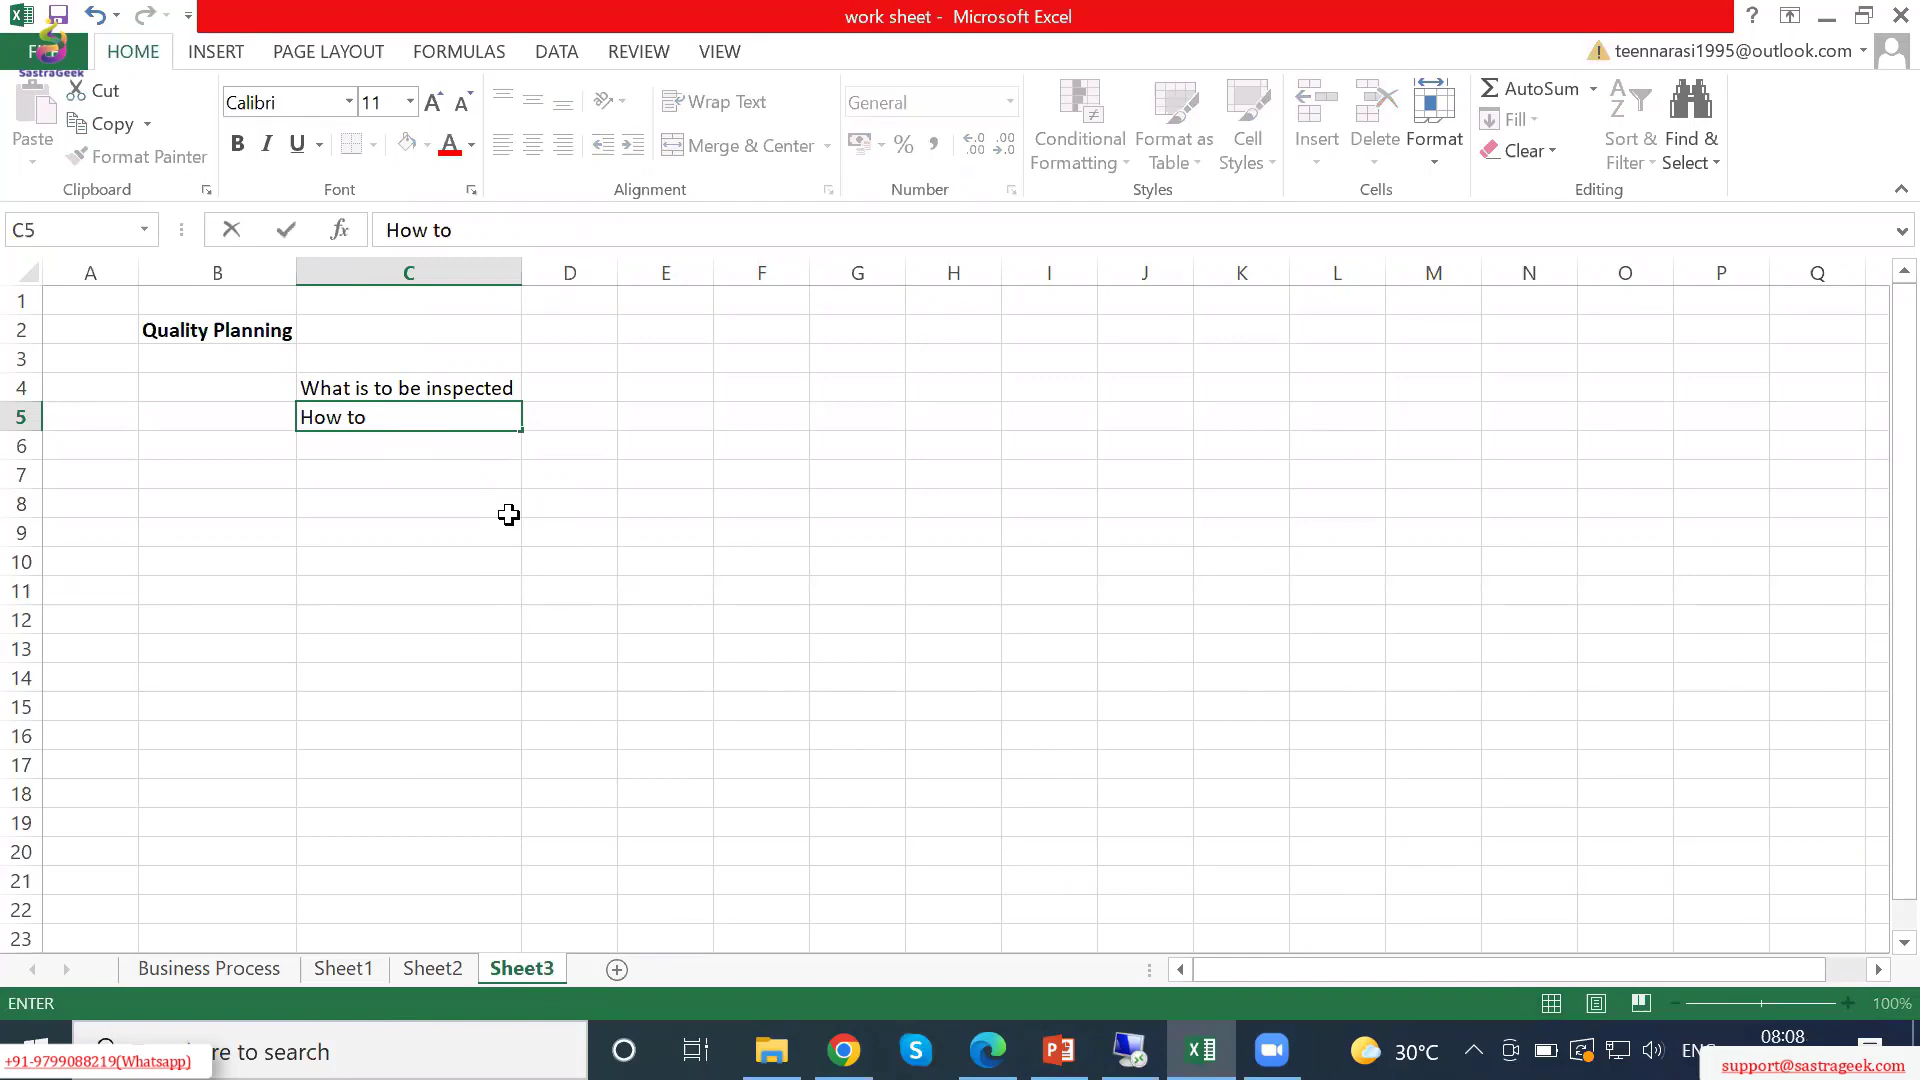 work sheet - Microsoft Excel
HOME INSERT PAGE LAYOUT FORMULAS DATA REVIEW VIEW
teennarasi1995@outlook.com
SastraGeek
Paste
Cut
Copy
Format Painter
Clipboard
Calibri 11
B I U A
Font
Wrap Text
Merge & Center
Alignment
General
% ,
Number
Conditional Formatting
Format as Table
Cell Styles
Styles
Insert
Delete
Format
Cells
AutoSum
Fill
Clear
Sort & Filter
Find & Select
Editing
C5 fx How to
A B C D E F G H I J K L M N O P Q
1
2 Quality Planning
3
4 What is to be inspected
5 How to
6
7
8
9
10
11
12
13
14
15
16
17
18
19
20
21
22
23
Business Process Sheet1 Sheet2 Sheet3
ENTER 100%
re to search
30°C
08:08
+91-9799088219(Whatsapp)
support@sastrageek.com